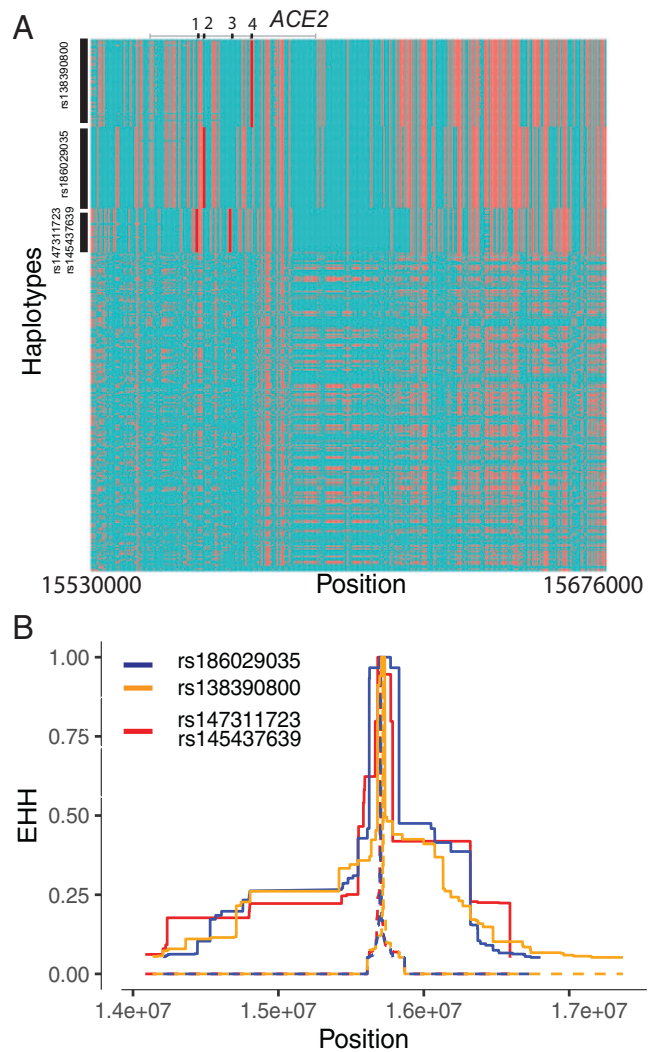 A
ACE2
1 2 3 4
rs138390800
rs186029035
rs147311723
rs145437639
Haplotypes
15530000
Position
15676000
B
1.00
0.75
0.50
0.25
0.00
EHH
rs186029035
rs138390800
rs147311723
rs145437639
1.4e+07
1.5e+07
1.6e+07
1.7e+07
Position